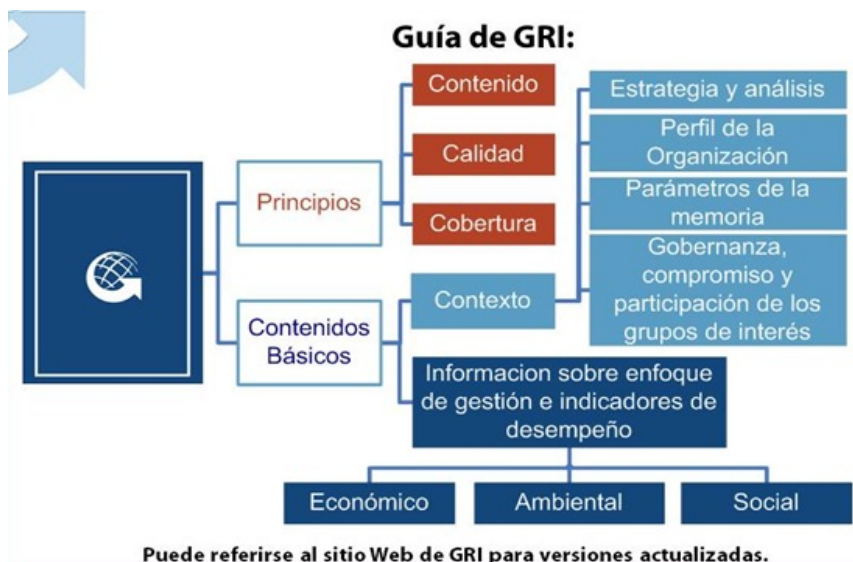 Guía de GRI:
Contenido
Calidad
Cobertura
Principios
Contenidos
Básicos
Contexto
Estrategia y análisis
Perfil de la
Organización
Parámetros de la
memoria
Gobernanza,
compromiso y
participación de los
grupos de interés
Informacion sobre enfoque
de gestión e indicadores de
desempeño
Económico
Ambiental
Social
Puede referirse al sitio Web de GRI para versiones actualizadas.